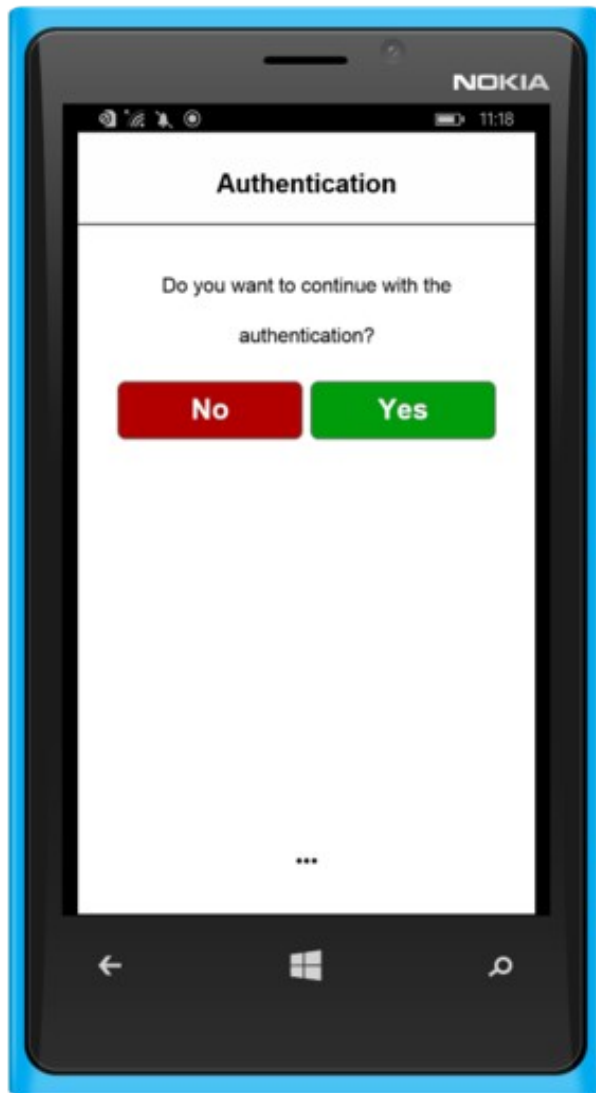 NOKIA
11:18
Authentication
Do you want to continue with the
authentication?
No Yes
...